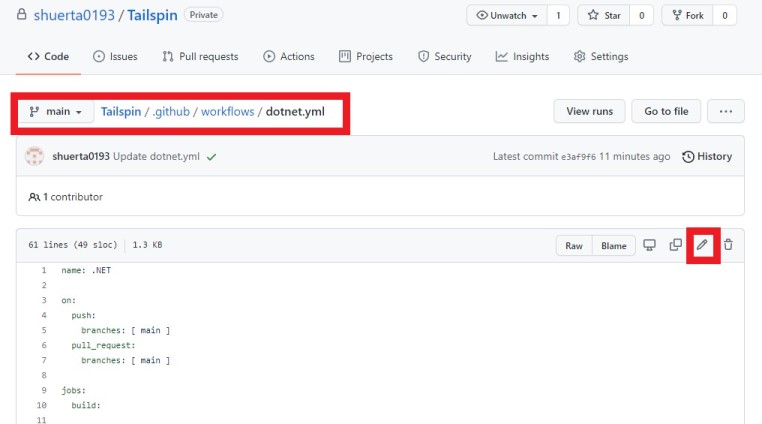 shuerta0193 / Tailspin Private
Unwatch 1 Star 0 Fork 0
Code Issues Pull requests Actions Projects Security Insights Settings
main Tailspin / .github / workflows / dotnet.yml View runs Go to file ...
shuerta0193 Update dotnet.yml Latest commit e3af9f6 11 minutes ago History
1 contributor
61 lines (49 sloc) 1.3 KB Raw Blame
1 name: .NET
2
3 on:
4 push:
5 branches: [ main ]
6 pull_request:
7 branches: [ main ]
8
9 jobs:
10 build:
11